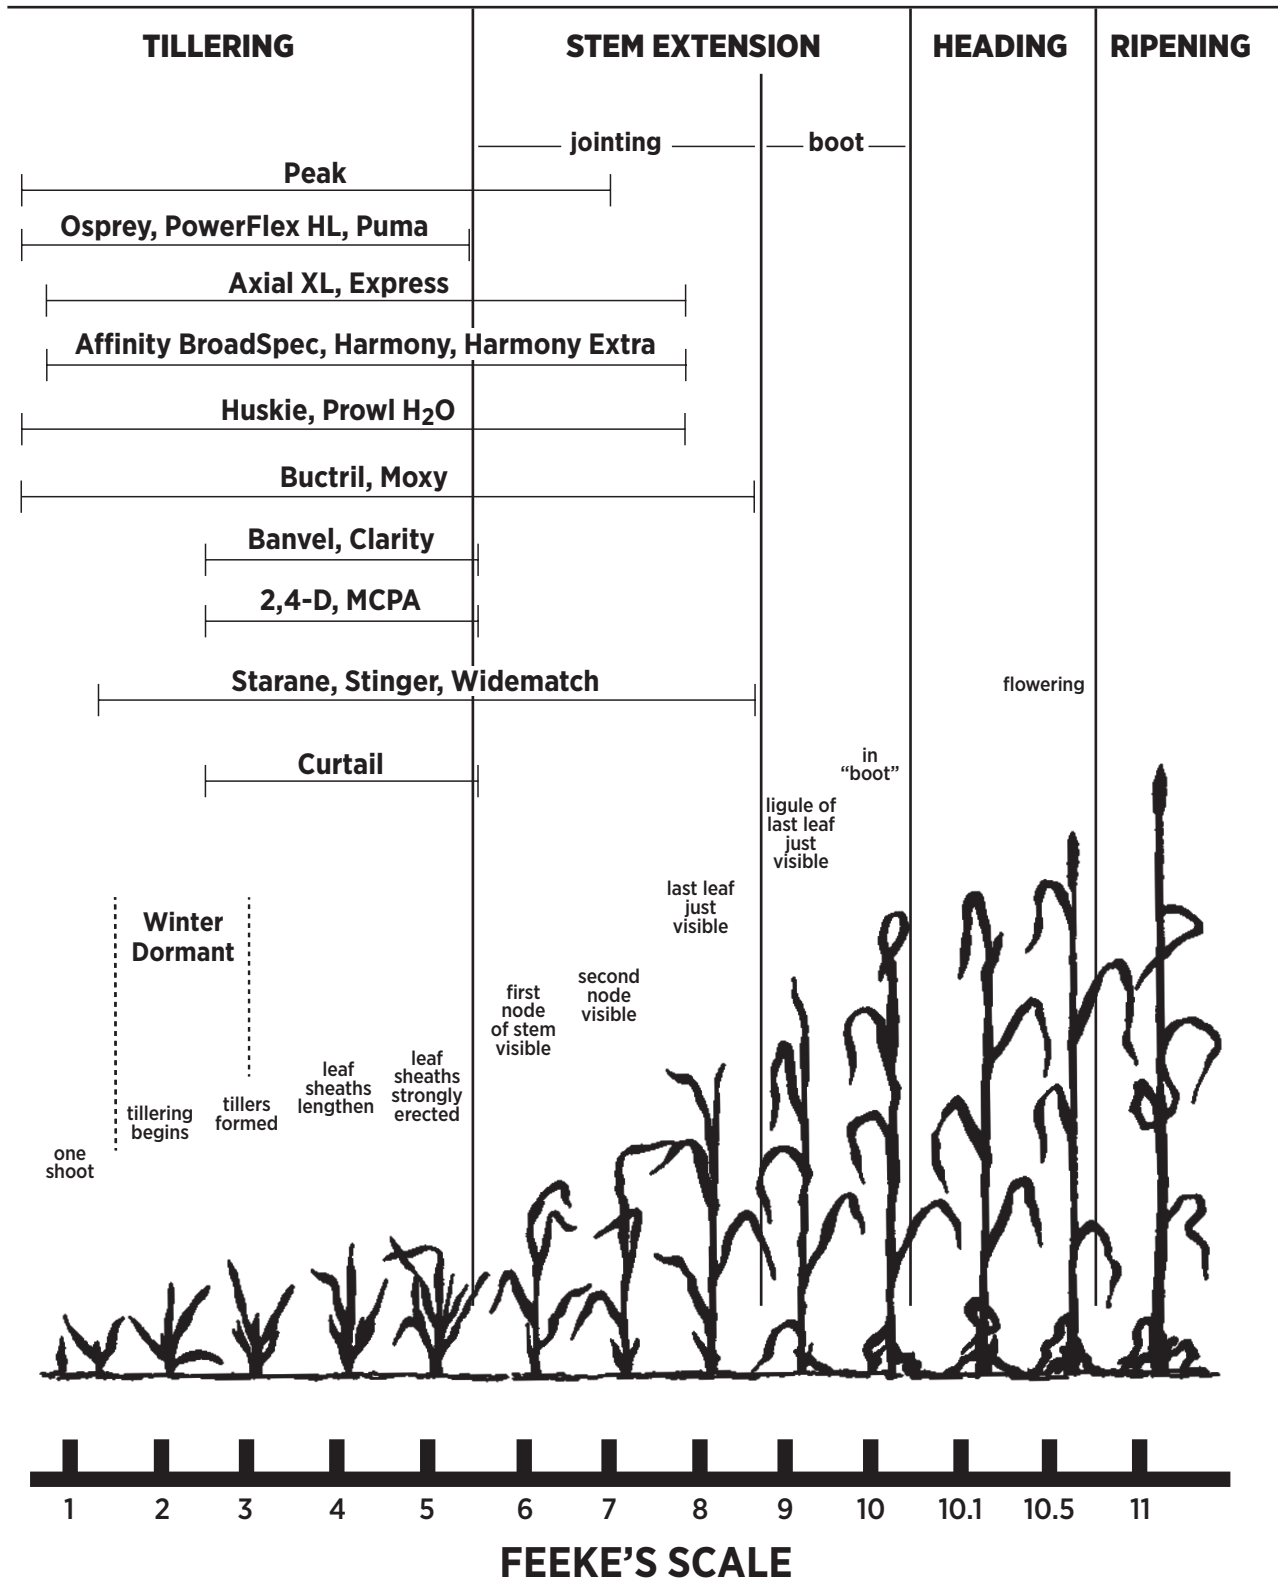 TILLERING
STEM EXTENSION
HEADING
RIPENING
jointing
boot
Peak
Osprey, PowerFlex HL, Puma
Axial XL, Express
Affinity BroadSpec, Harmony, Harmony Extra
Huskie, Prowl H₂O
Buctril, Moxy
Banvel, Clarity
2,4-D, MCPA
Starane, Stinger, Widematch
flowering
Curtail
in
“boot”
ligule of
last leaf
just
visible
last leaf
just
visible
Winter
Dormant
second
node
visible
first
node
of stem
visible
leaf
sheaths
strongly
erected
leaf
sheaths
lengthen
tillers
formed
tillering
begins
one
shoot
1 2 3 4 5 6 7 8 9 10 10.1 10.5 11
FEEKE’S SCALE